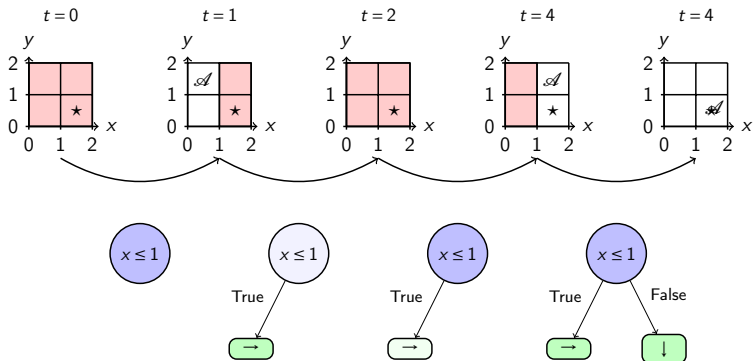 t = 0 t = 1 t = 2 t = 4 t = 4
y y y y y
2 2 2 2 2
𝒜 𝒜
1 1 1 1 1
★ ★ ★ ★ 𝒜
0 x 0 x 0 x 0 x 0 x
0 1 2 0 1 2 0 1 2 0 1 2 0 1 2
x ≤ 1 x ≤ 1 x ≤ 1 x ≤ 1
True True True False
→ → → ↓